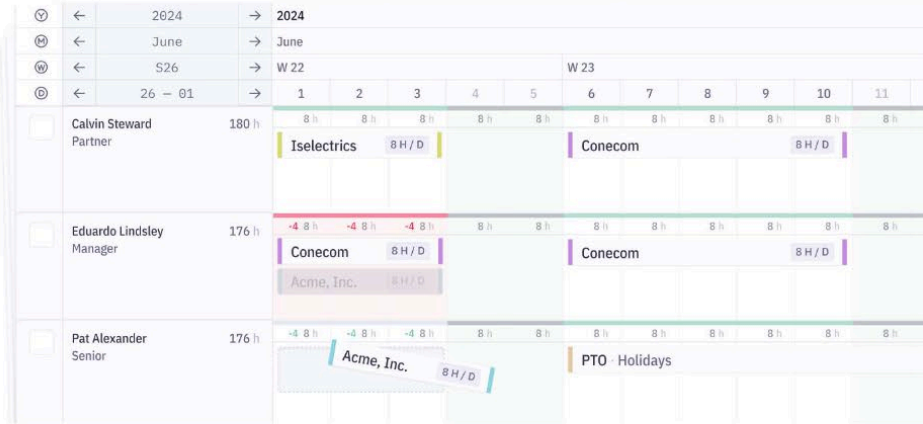 Y ← 2024 → 2024
M ← June → June
W ← S26 → W 22 W 23
D ← 26 — 01 → 1 2 3 4 5 6 7 8 9 10 11
8 h 8 h 8 h 8 h 8 h 8 h 8 h 8 h 8 h 8 h 8 h
Calvin Steward 180 h
Partner
Iselectrics 8 H / D Conecom 8 H / D
-4 8 h -4 8 h -4 8 h 8 h 8 h 8 h 8 h 8 h 8 h 8 h 8 h
Eduardo Lindsley 176 h
Manager
Conecom 8 H / D Conecom 8 H / D
Acme, Inc. 8 H / D
-4 8 h -4 8 h -4 8 h 8 h 8 h 8 h 8 h 8 h 8 h 8 h 8 h
Pat Alexander 176 h
Senior
Acme, Inc. 8 H / D PTO · Holidays